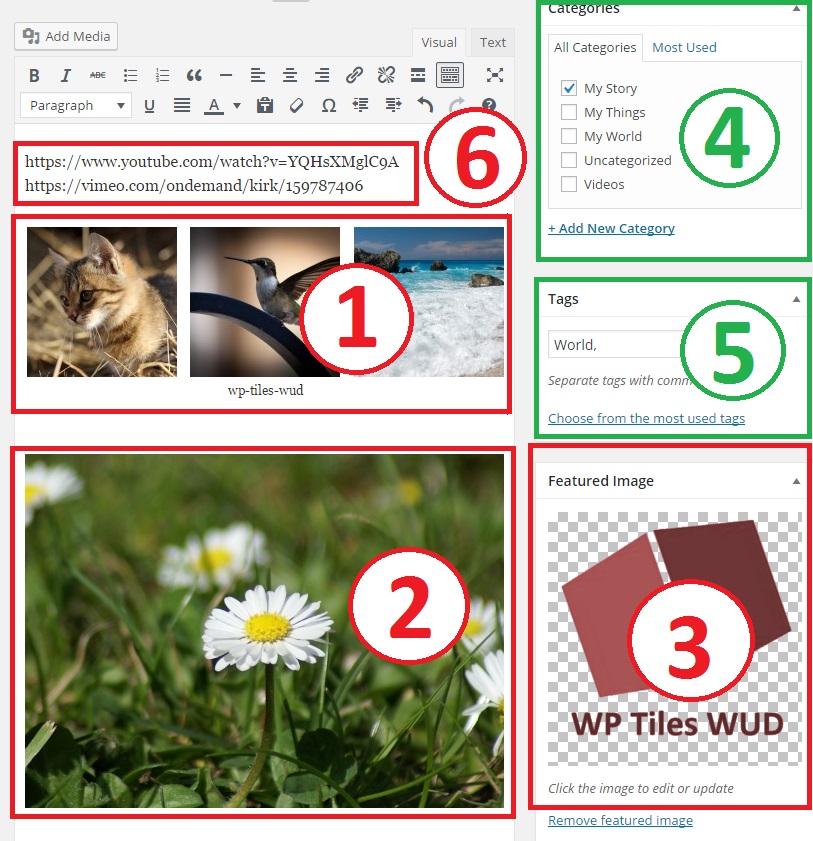 Add Media
Visual
Text
B I ABC
Paragraph
U A Ω ?
https://www.youtube.com/watch?v=YQHsXMglC9A
https://vimeo.com/ondemand/kirk/159787406
6
1
wp-tiles-wud
2
Categories
All Categories
Most Used
My Story
My Things
My World
Uncategorized
Videos
4
+ Add New Category
Tags
World,
5
Separate tags with
Choose from the most used tags
Featured Image
3
WP Tiles WUD
Click the image to edit or update
Remove featured image